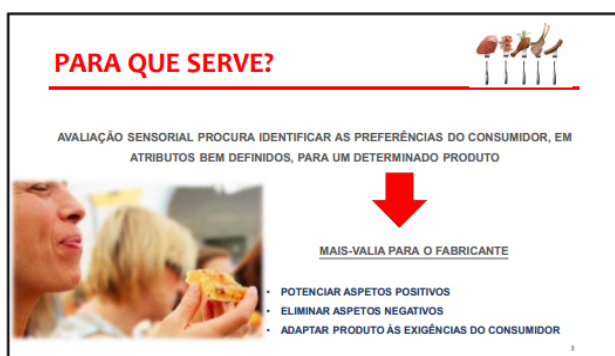 PARA QUE SERVE?
AVALIAÇÃO SENSORIAL PROCURA IDENTIFICAR AS PREFERÊNCIAS DO CONSUMIDOR, EM
ATRIBUTOS BEM DEFINIDOS, PARA UM DETERMINADO PRODUTO
MAIS-VALIA PARA O FABRICANTE
• POTENCIAR ASPETOS POSITIVOS
• ELIMINAR ASPETOS NEGATIVOS
• ADAPTAR PRODUTO ÀS EXIGÊNCIAS DO CONSUMIDOR
3